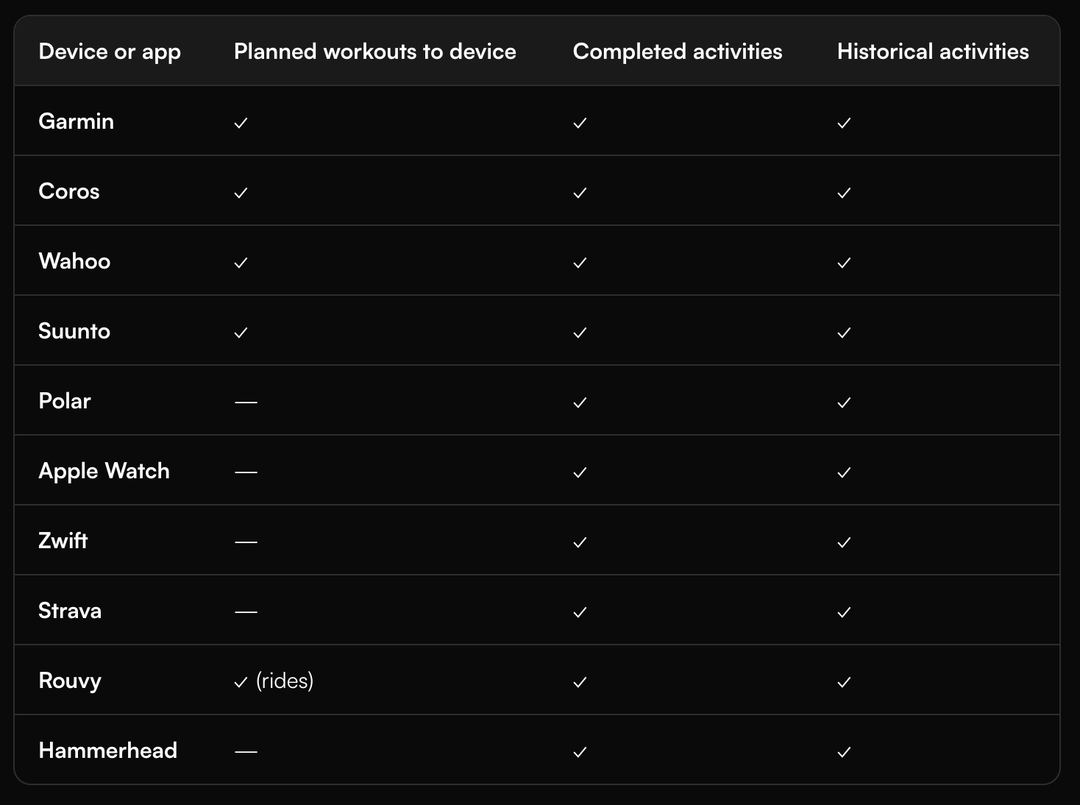 Device or app Planned workouts to device Completed activities Historical activities
Garmin ✓ ✓ ✓
Coros ✓ ✓ ✓
Wahoo ✓ ✓ ✓
Suunto ✓ ✓ ✓
Polar — ✓ ✓
Apple Watch — ✓ ✓
Zwift — ✓ ✓
Strava — ✓ ✓
Rouvy ✓ (rides) ✓ ✓
Hammerhead — ✓ ✓